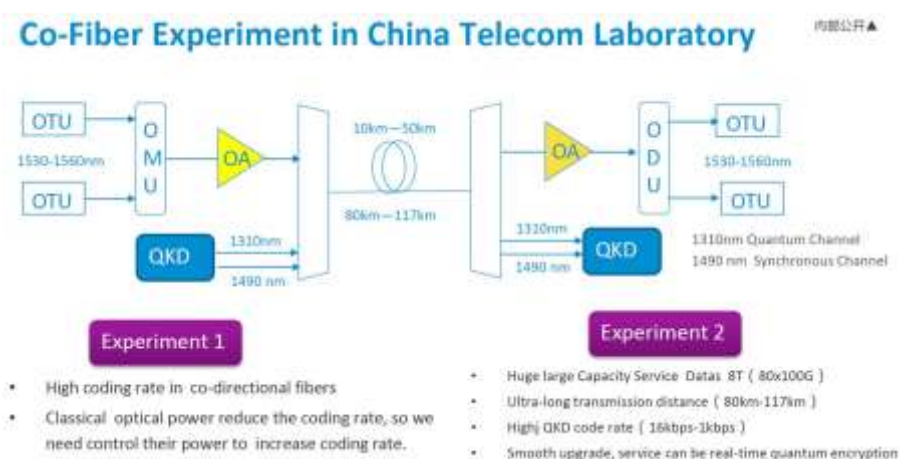 Co-Fiber Experiment in China Telecom Laboratory
内部公开▲
OTU
OTU
1530-1560nm
OMU
OA
10km—50km
80km—117km
OA
ODU
OTU
OTU
1530-1560nm
QKD
1310nm
1490 nm
1310nm
1490 nm
QKD
1310nm Quantum Channel
1490 nm Synchronous Channel
Experiment 1
• High coding rate in co-directional fibers
• Classical optical power reduce the coding rate, so we
need control their power to increase coding rate.
Experiment 2
• Huge large Capacity Service Datas 8T ( 80x100G )
• Ultra-long transmission distance ( 80km-117km )
• Highj QKD code rate ( 16kbps-1kbps )
• Smooth upgrade, service can be real-time quantum encryption